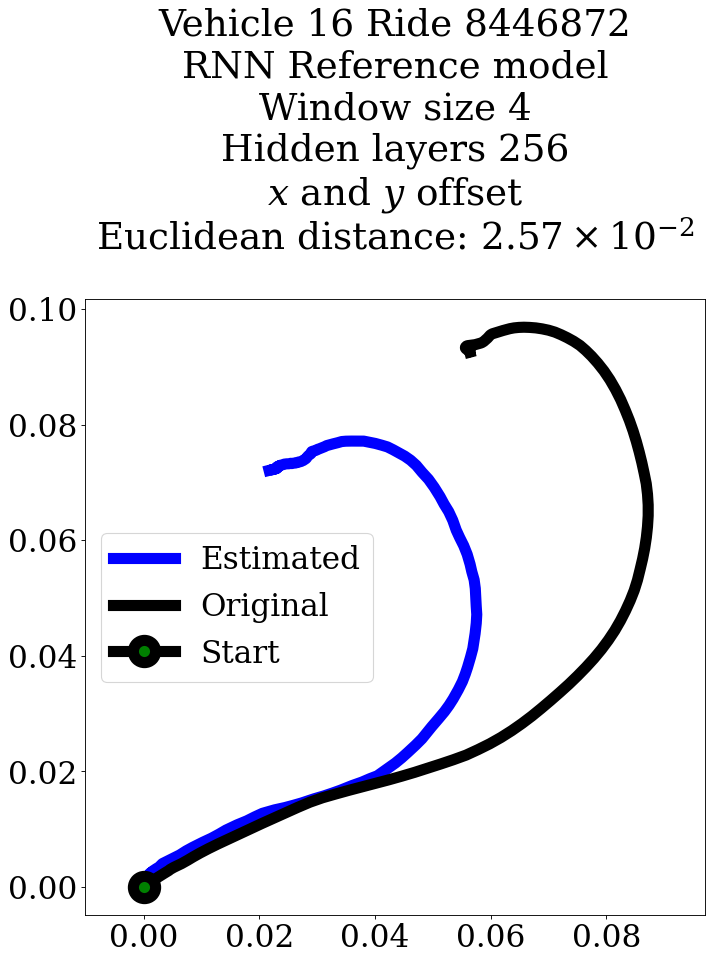 Vehicle 16 Ride 8446872
RNN Reference model
Window size 4
Hidden layers 256
x and y offset
Euclidean distance: 2.57 × 10⁻²
0.10
0.08
0.06
0.04
0.02
0.00
Estimated
Original
Start
0.00 0.02 0.04 0.06 0.08